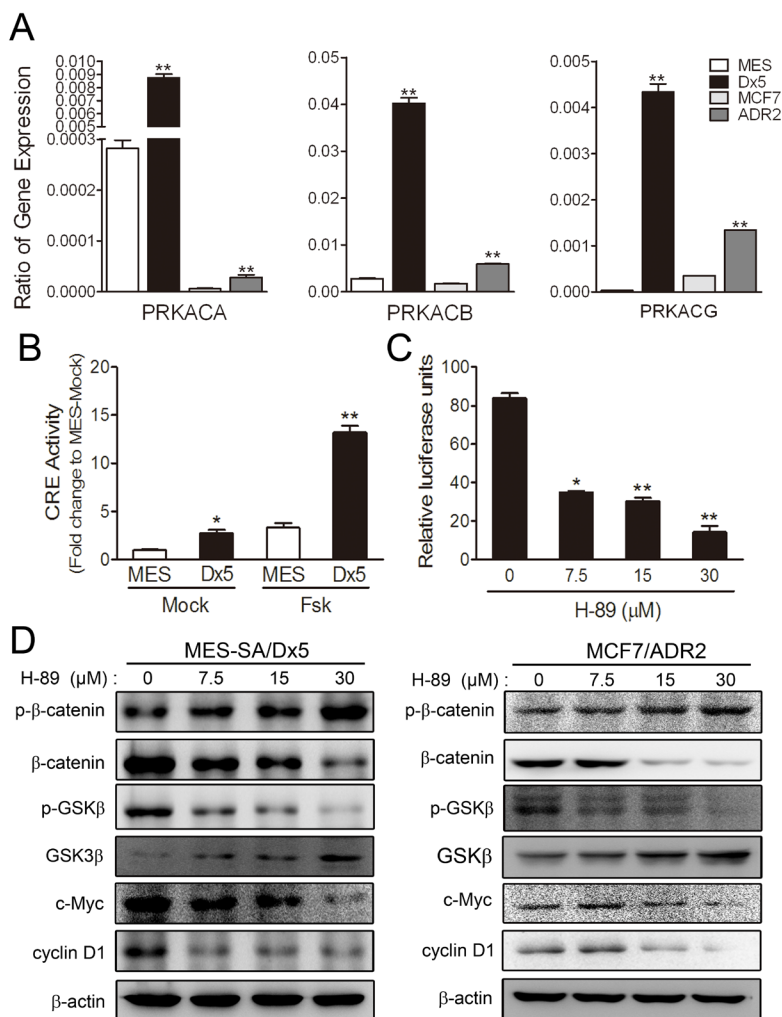 A
Ratio of Gene Expression
0.010
0.009
0.008
0.007
0.006
0.005
0.0003
0.0002
0.0001
0.0000
**
**
PRKACA
0.05
0.04
0.03
0.02
0.01
0.00
**
**
PRKACB
0.005
0.004
0.003
0.002
0.001
0.000
**
**
PRKACG
MES
Dx5
MCF7
ADR2
B
CRE Activity
(Fold change to MES-Mock)
20
15
10
5
0
*
**
MES Dx5 MES Dx5
Mock Fsk
C
Relative luciferase units
100
80
60
40
20
0
*
**
**
0 7.5 15 30
H-89 (μM)
D
MES-SA/Dx5
H-89 (μM) : 0 7.5 15 30
p-β-catenin
β-catenin
p-GSKβ
GSK3β
c-Myc
cyclin D1
β-actin
MCF7/ADR2
H-89 (μM) : 0 7.5 15 30
p-β-catenin
β-catenin
p-GSKβ
GSKβ
c-Myc
cyclin D1
β-actin